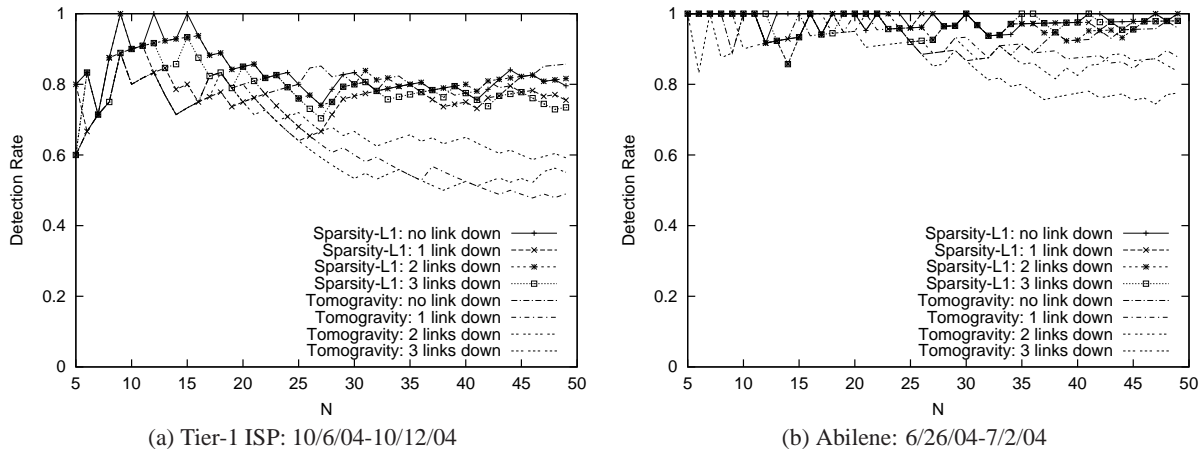 1
0.8
0.6
0.4
0.2
0
Detection Rate
Sparsity-L1: no link down
Sparsity-L1: 1 link down
Sparsity-L1: 2 links down
Sparsity-L1: 3 links down
Tomogravity: no link down
Tomogravity: 1 link down
Tomogravity: 2 links down
Tomogravity: 3 links down
5 10 15 20 25 30 35 40 45 50
N
(a) Tier-1 ISP: 10/6/04-10/12/04
1
0.8
0.6
0.4
0.2
0
Detection Rate
Sparsity-L1: no link down
Sparsity-L1: 1 link down
Sparsity-L1: 2 links down
Sparsity-L1: 3 links down
Tomogravity: no link down
Tomogravity: 1 link down
Tomogravity: 2 links down
Tomogravity: 3 links down
5 10 15 20 25 30 35 40 45 50
N
(b) Abilene: 6/26/04-7/2/04